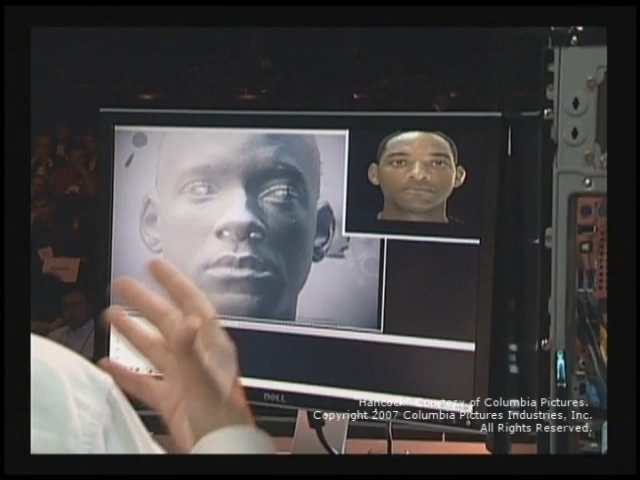 DELL
Hancock - Courtesy of Columbia Pictures.
Copyright 2007 Columbia Pictures Industries, Inc.
All Rights Reserved.